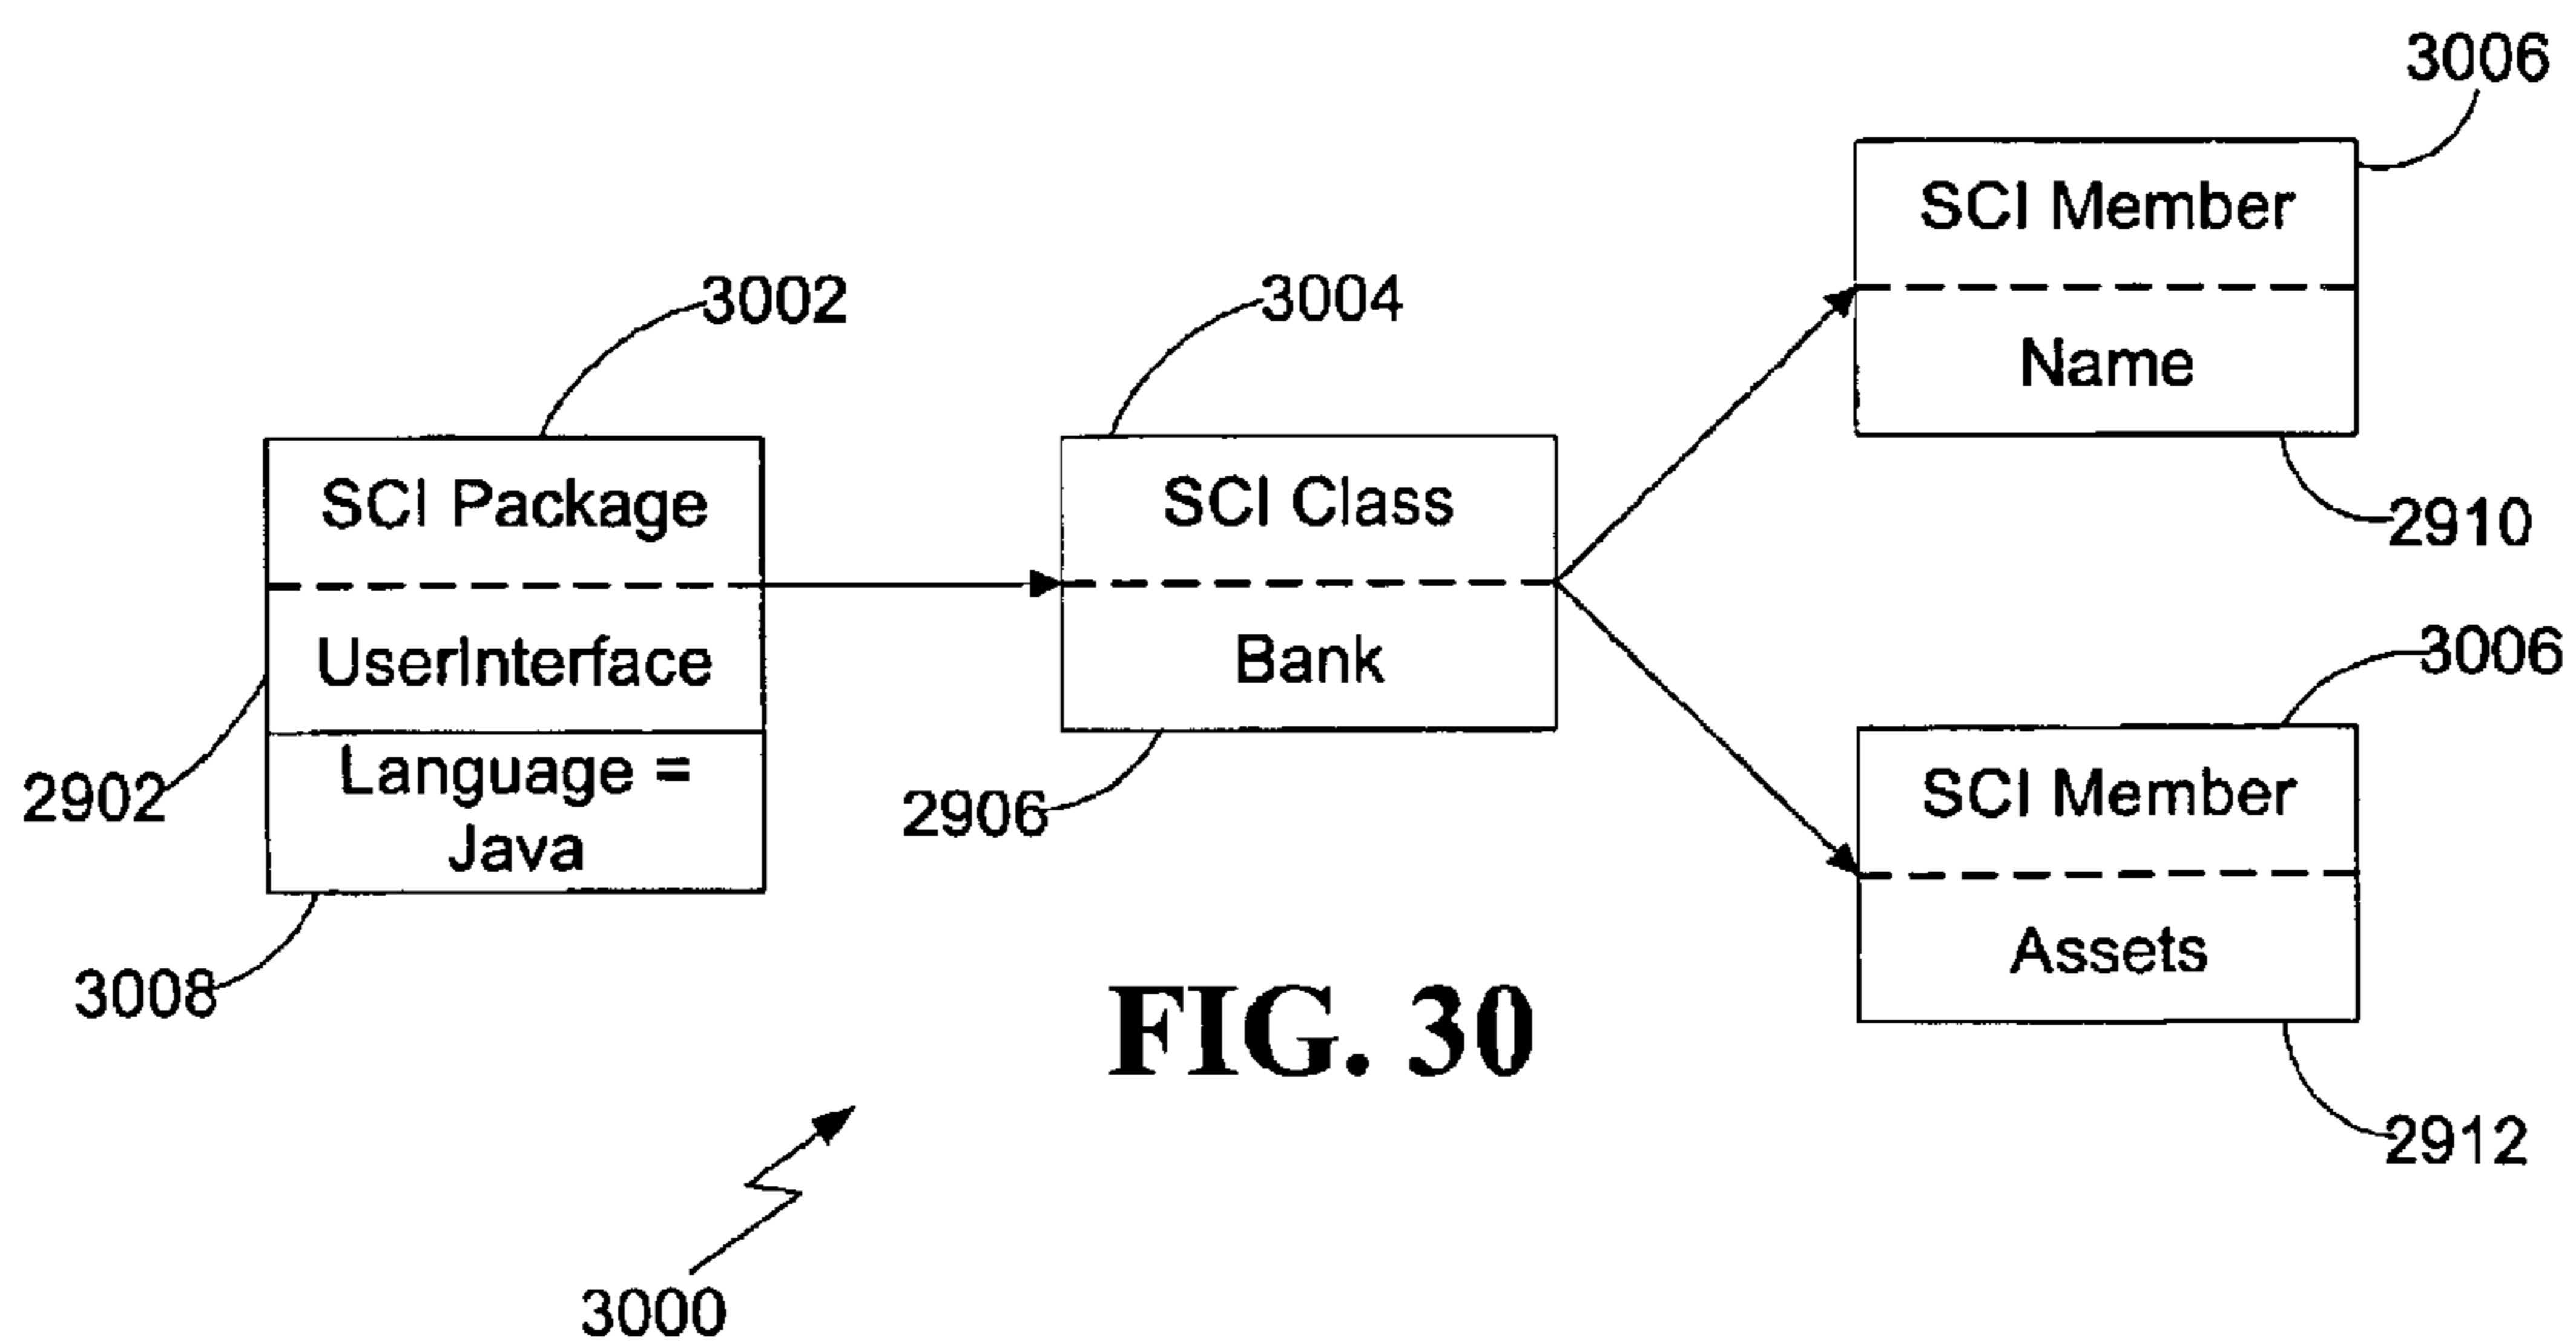 3006
SCI Member
Name
2910
3002
SCI Package
UserInterface
Language =
Java
2902
3008
3004
SCI Class
Bank
2906
3006
SCI Member
Assets
2912
FIG. 30
3000